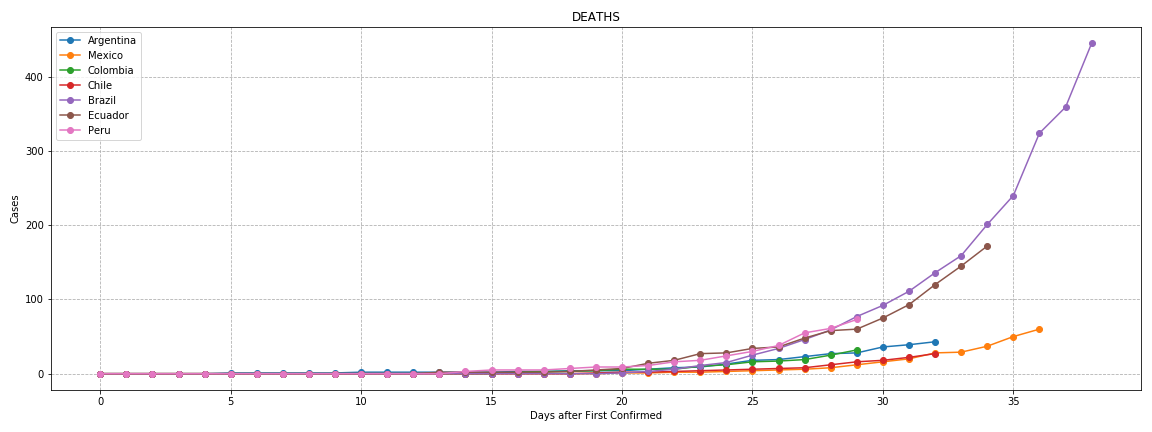 DEATHS
Argentina
Mexico
Colombia
Chile
Brazil
Ecuador
Peru
Cases
400
300
200
100
0
0 5 10 15 20 25 30 35
Days after First Confirmed